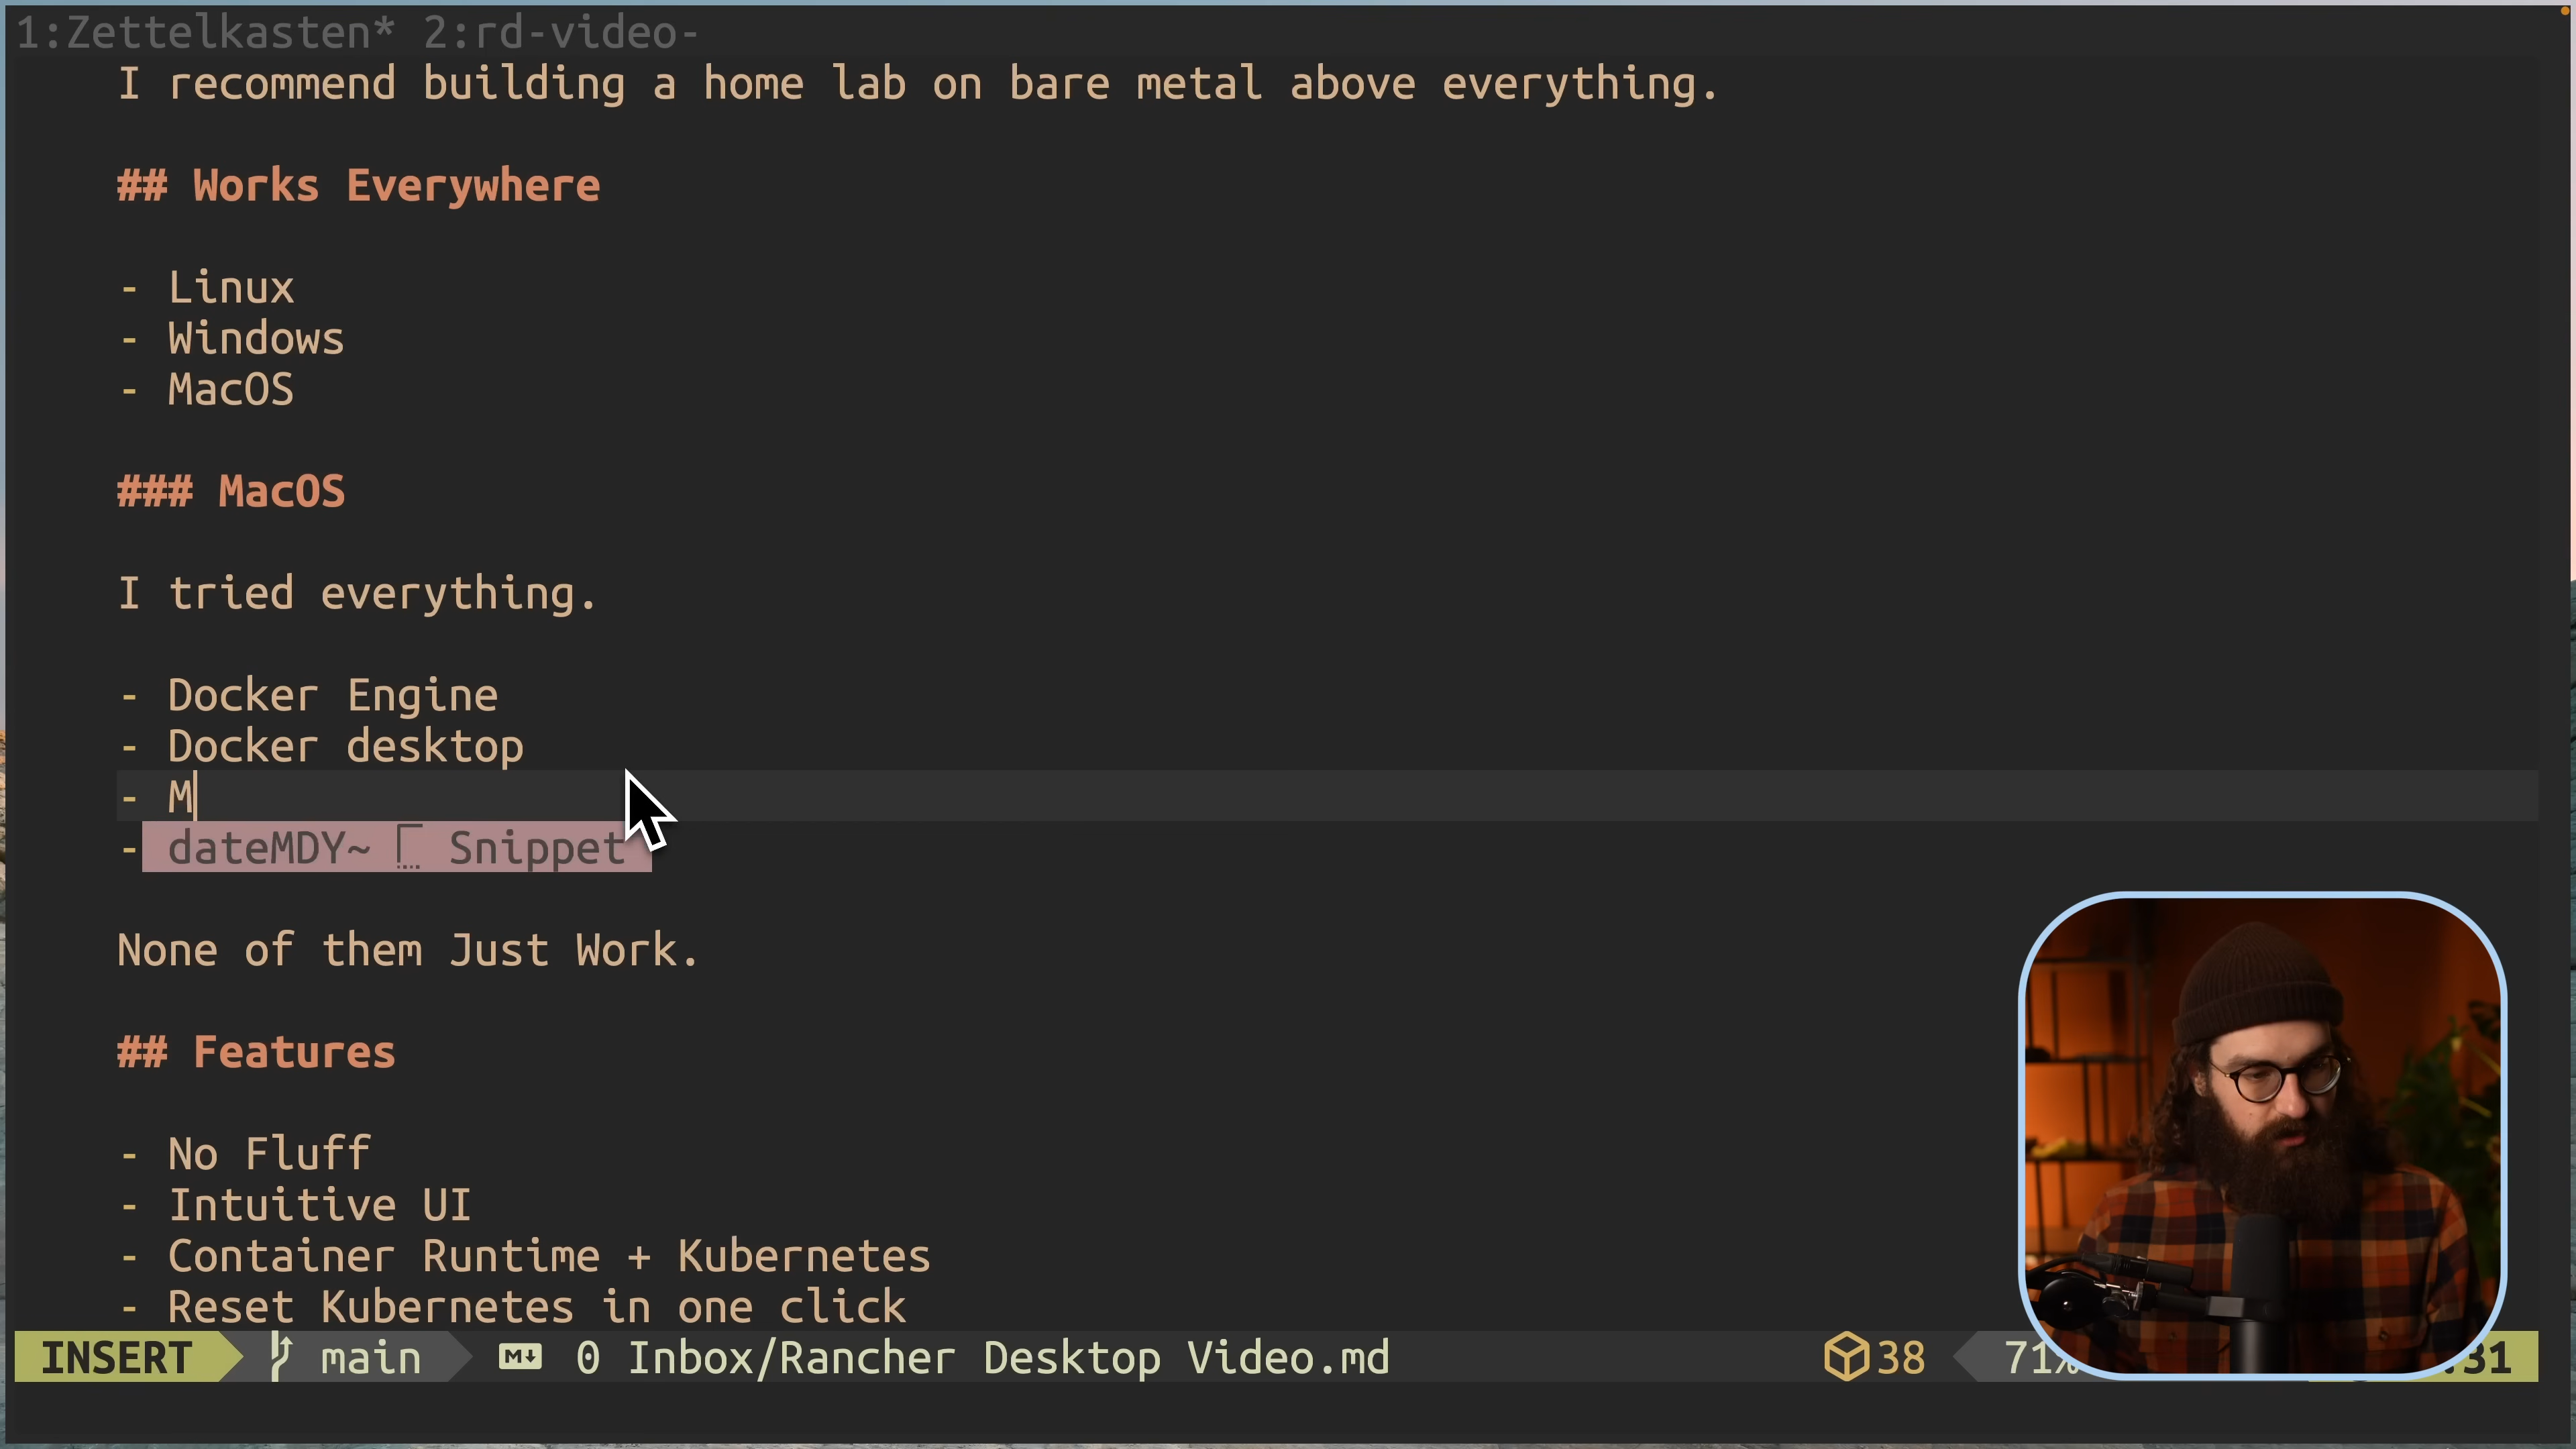 1:Zettelkasten* 2:rd-video-
I recommend building a home lab on bare metal above everything.
## Works Everywhere
- Linux
- Windows
- MacOS
### MacOS
I tried everything.
- Docker Engine
- Docker desktop
- M
- dateMDY~ Snippet
None of them Just Work.
## Features
- No Fluff
- Intuitive UI
- Container Runtime + Kubernetes
- Reset Kubernetes in one click
INSERT main M↓ 0 Inbox/Rancher Desktop Video.md 38 71% 31